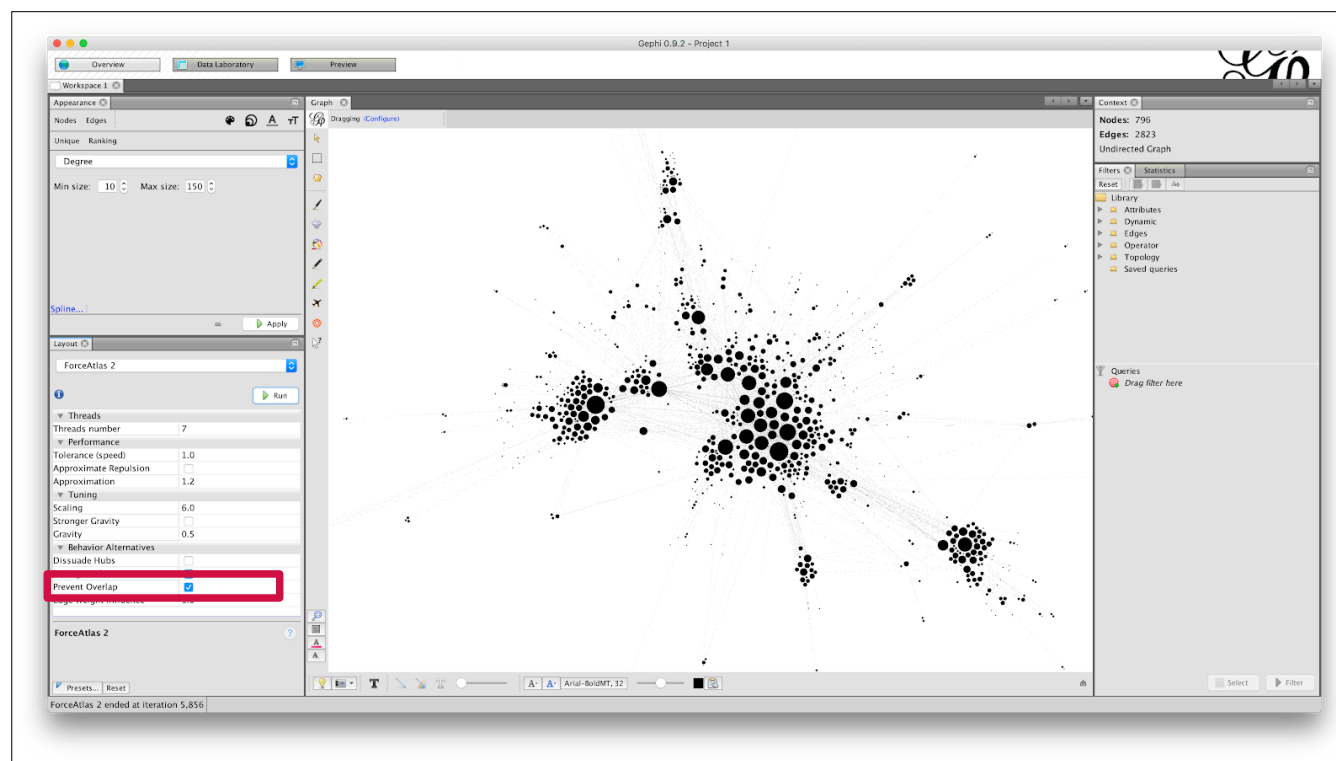 Gephi 0.9.2 - Project 1
Overview
Data Laboratory
Preview
Workspace 1
Appearance
Nodes Edges
Unique Ranking
Degree
Min size: 10 Max size: 150
Spline...
Apply
Layout
ForceAtlas 2
Run
Threads
Threads number 7
Performance
Tolerance (speed) 1.0
Approximate Repulsion
Approximation 1.2
Tuning
Scaling 6.0
Stronger Gravity
Gravity 0.5
Behavior Alternatives
Dissuade Hubs
Prevent Overlap
ForceAtlas 2
Presets... Reset
ForceAtlas 2 ended at iteration 5,856
Graph
Dragging (Configure)
Arial-BoldMT, 32
Context
Nodes: 796
Edges: 2823
Undirected Graph
Filters Statistics
Reset
Library
Attributes
Dynamic
Edges
Operator
Topology
Saved queries
Queries
Drag filter here
Select Filter